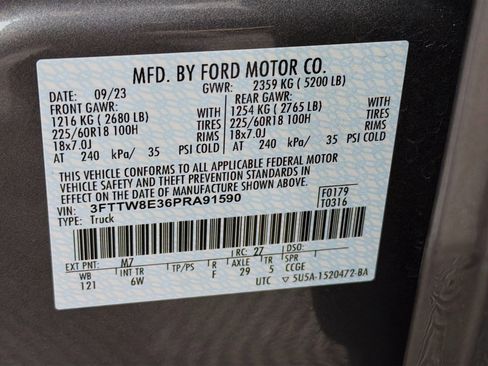 MFD. BY FORD MOTOR CO.
DATE: 09/23 GVWR: 2359 KG ( 5200 LB)
FRONT GAWR: REAR GAWR:
1216 KG ( 2680 LB) WITH 1254 KG ( 2765 LB) WITH
225/60R18 100H TIRES 225/60R18 100H TIRES
18x7.0J RIMS 18x7.0J RIMS
AT 240 kPa/ 35 PSI COLD AT 240 kPa/ 35 PSI COLD
THIS VEHICLE CONFORMS TO ALL APPLICABLE FEDERAL MOTOR
VEHICLE SAFETY AND THEFT PREVENTION STANDARDS IN EFFECT
ON THE DATE OF MANUFACTURE SHOWN ABOVE.
VIN: 3FTTW8E36PRA91590 F0179
TYPE: Truck T0316
EXT PNT: M7 RC: 27 DSO:
WB INT TR TP/PS R AXLE TR SPR
121 6W F 29 5 CCGE
UTC ▽ 5U5A-1520472-BA